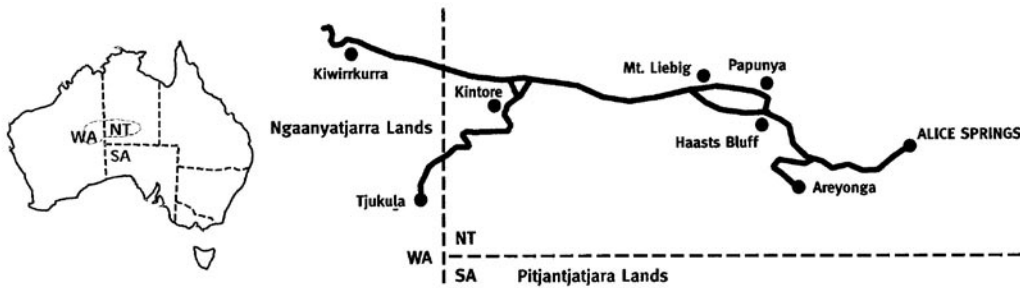 WA
NT
SA
Kiwirrkurra
Mt. Liebig
Papunya
Kintore
Ngaanyatjarra Lands
Haasts Bluff
ALICE SPRINGS
Areyonga
Tjukuḻa
NT
WA
SA
Pitjantjatjara Lands